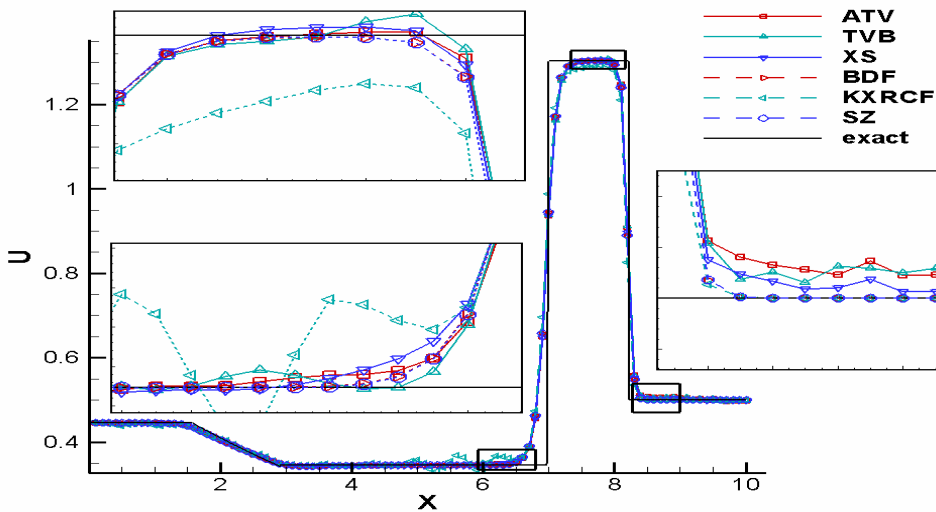 ATV
TVB
XS
BDF
KXRCF
SZ
exact
1.2
1
0.8
0.6
0.4
U
2
4
6
8
10
X